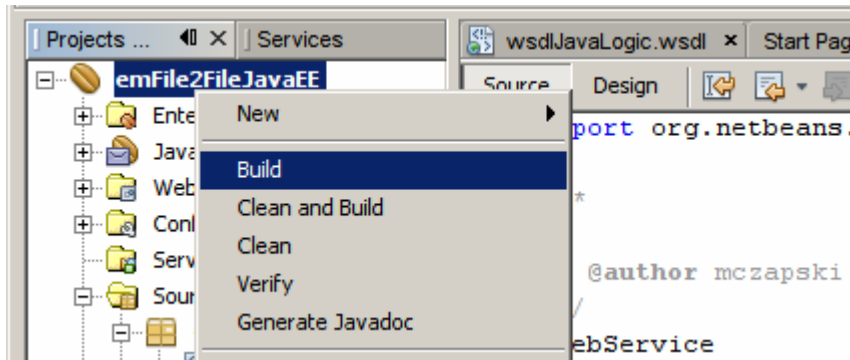 Projects ... Services
wsdlJavaLogic.wsdl Start Pag
emFile2FileJavaEE
Source Design
Ente
New
port org.netbeans.
Java
Build
Web
Clean and Build
*
Conf
Clean
Serv
@author mczapski
Verify
Sour
/
Generate Javadoc
ebService